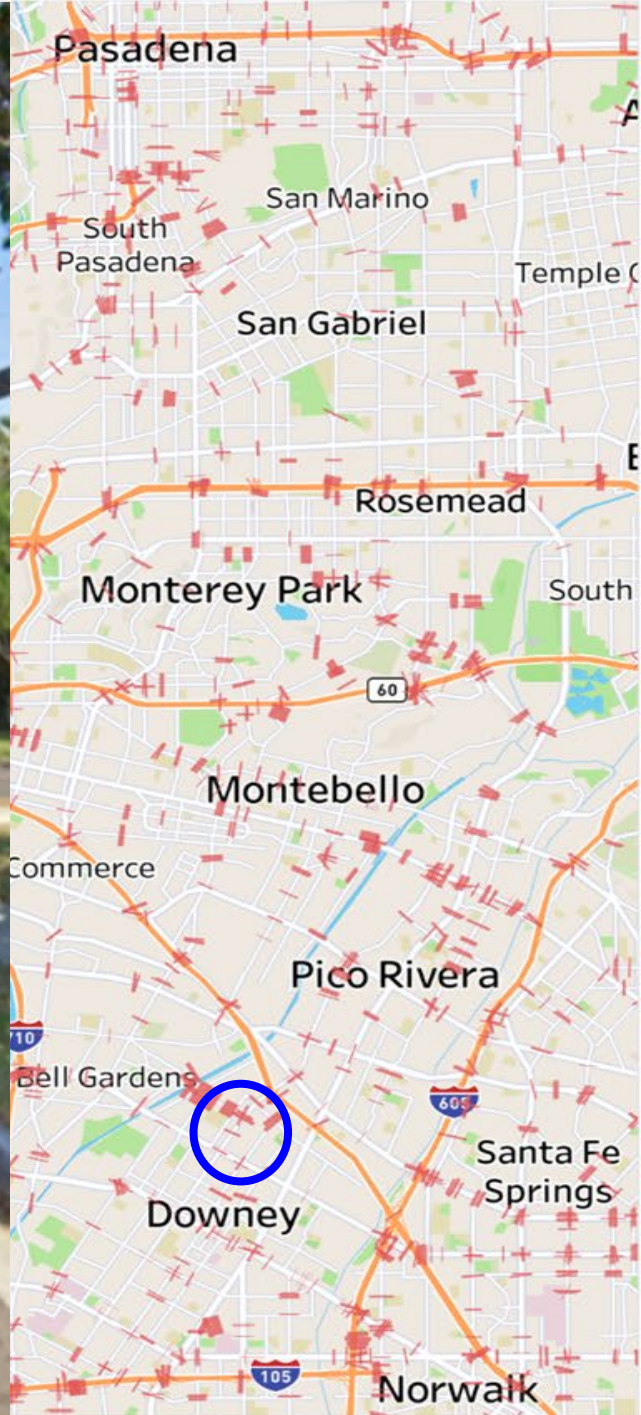 Pasadena
A
San Marino
South
Pasadena
Temple C
San Gabriel
E
Rosemead
Monterey Park
South
60
Montebello
Commerce
Pico Rivera
710
Bell Gardens
605
Santa Fe
Springs
Downey
105
Norwalk